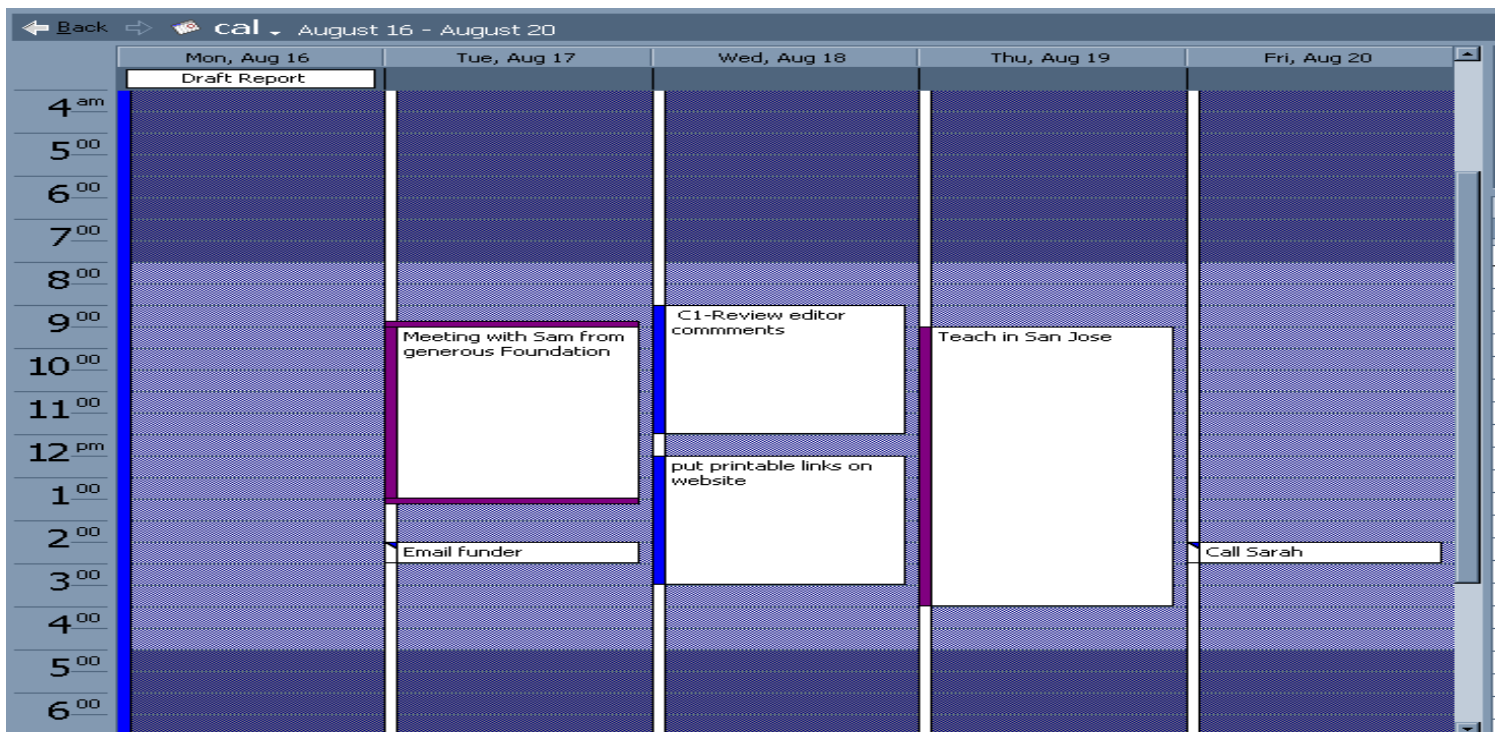 Back cal August 16 - August 20
Mon, Aug 16 Tue, Aug 17 Wed, Aug 18 Thu, Aug 19 Fri, Aug 20
Draft Report
4 am
5 00
6 00
7 00
8 00
9 00
10 00
11 00
12 pm
1 00
2 00
3 00
4 00
5 00
6 00
Meeting with Sam from
generous Foundation
Email funder
C1-Review editor
commments
put printable links on
website
Teach in San Jose
Call Sarah